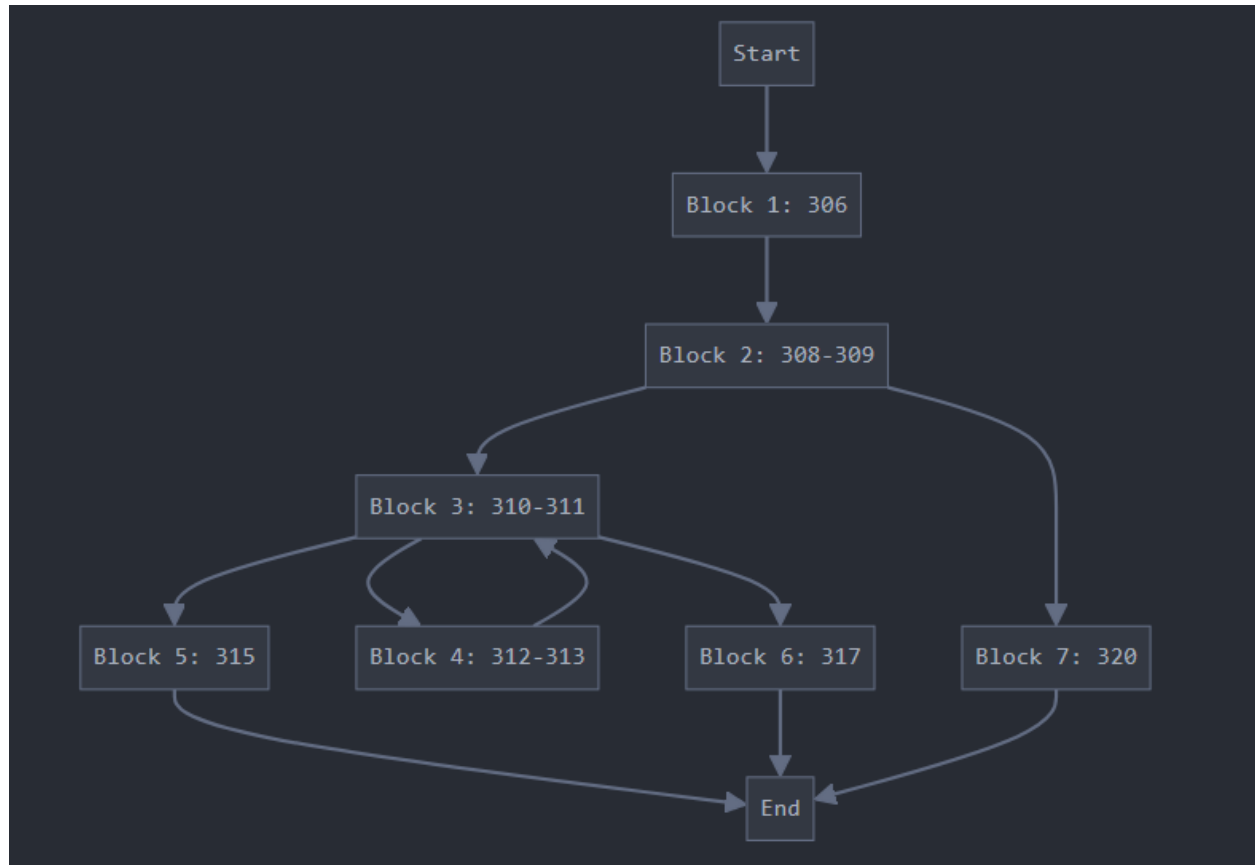 Start
Block 1: 306
Block 2: 308-309
Block 3: 310-311
Block 5: 315
Block 4: 312-313
Block 6: 317
Block 7: 320
End